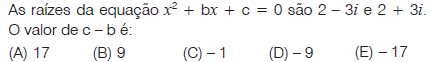 As raízes da equação x² + bx + c = 0 são 2 – 3i e 2 + 3i.
O valor de c – b é:
(A) 17 (B) 9 (C) – 1 (D) – 9 (E) – 17